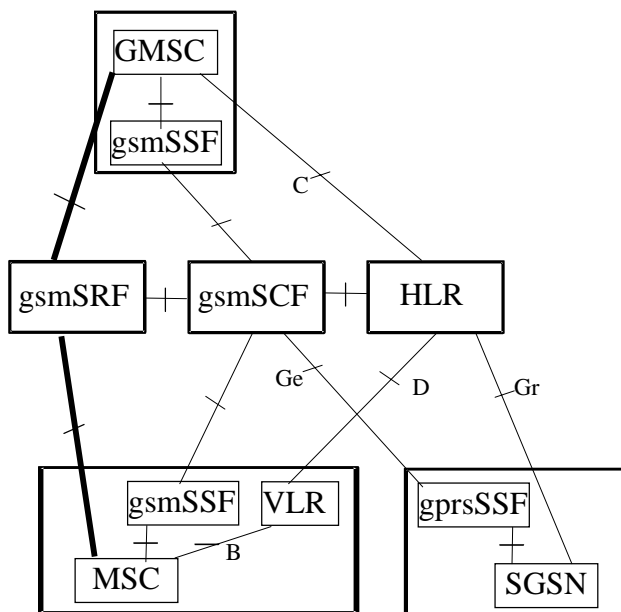 GMSC
gsmSSF
C
gsmSRF
gsmSCF
HLR
Ge
D
Gr
gsmSSF
VLR
gprsSSF
B
MSC
SGSN